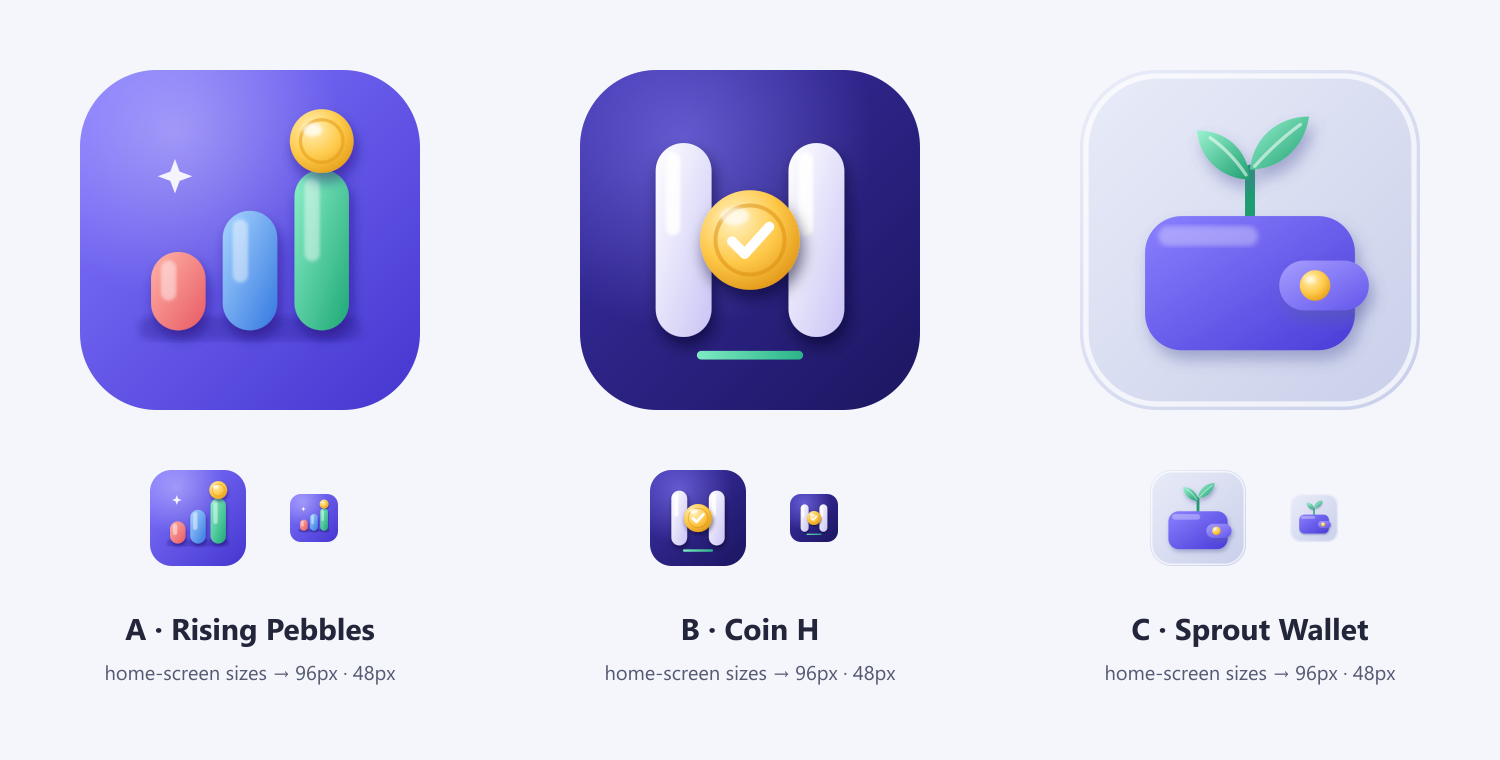 A · Rising Pebbles
home-screen sizes → 96px · 48px
B · Coin H
home-screen sizes → 96px · 48px
C · Sprout Wallet
home-screen sizes → 96px · 48px